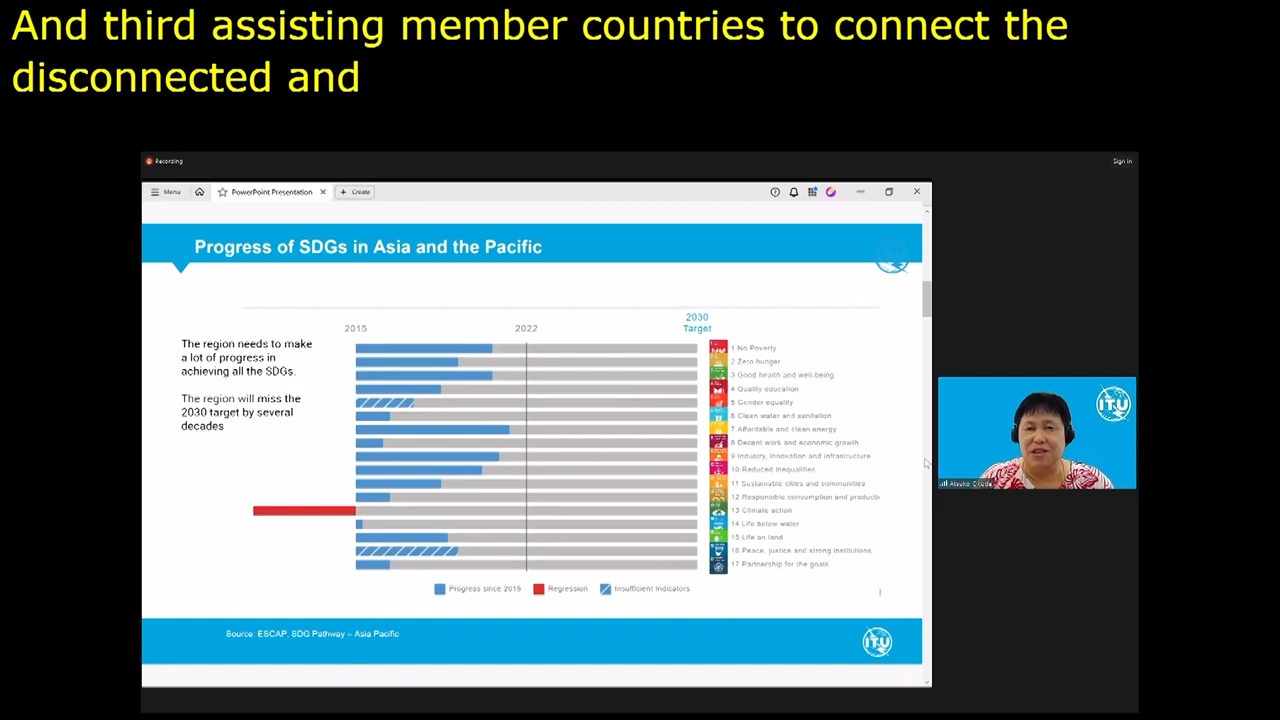 And third assisting member countries to connect the
disconnected and
Recording
Sign in
Menu
PowerPoint Presentation
Create
Progress of SDGs in Asia and the Pacific
2015
2022
2030
Target
The region needs to make
a lot of progress in
achieving all the SDGs.
The region will miss the
2030 target by several
decades
1 No Poverty
2 Zero hunger
3 Good health and well-being
4 Quality education
5 Gender equality
6 Clean water and sanitation
7 Affordable and clean energy
8 Decent work and economic growth
9 Industry, innovation and infrastructure
10 Reduced inequalities
11 Sustainable cities and communities
12 Responsible consumption and producti
13 Climate action
14 Life below water
15 Life on land
16 Peace, justice and strong institutions
17 Partnership for the goals
Progress since 2015
Regression
Insufficient Indicators
Source: ESCAP, SDG Pathway – Asia Pacific
ITU
ITU
Atsuko Okuda